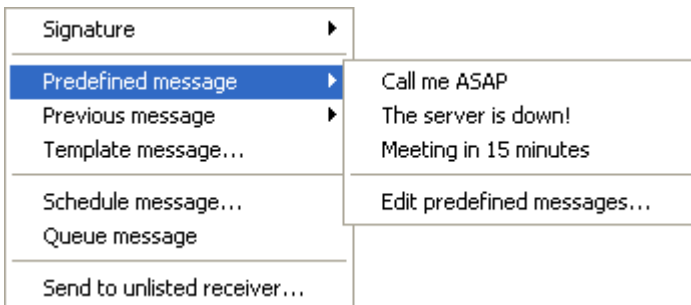 Signature
Predefined message
Previous message
Template message...
Schedule message...
Queue message
Send to unlisted receiver...
Call me ASAP
The server is down!
Meeting in 15 minutes
Edit predefined messages...